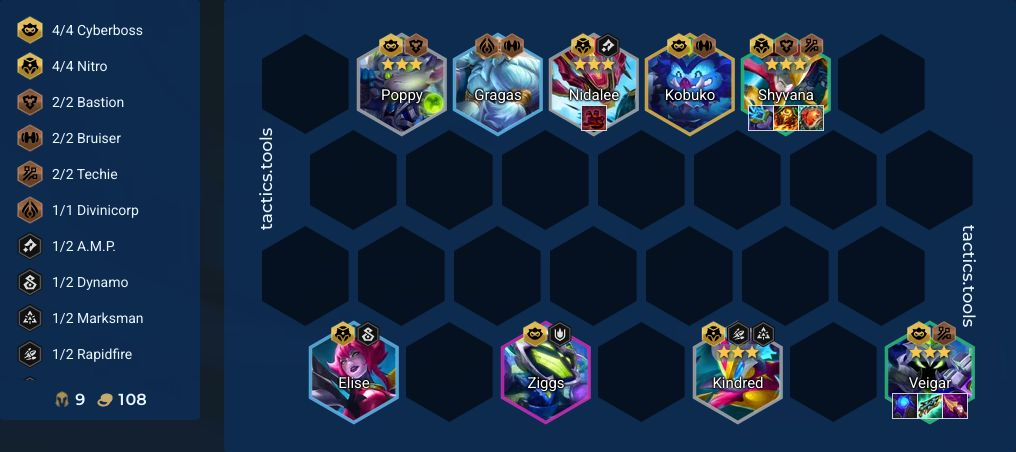 4/4 Cyberboss
4/4 Nitro
2/2 Bastion
2/2 Bruiser
2/2 Techie
1/1 Divinicorp
1/2 A.M.P.
1/2 Dynamo
1/2 Marksman
1/2 Rapidfire
9 108
tactics.tools
Poppy Gragas Nidalee Kobuko Shyvana
tactics.tools
Elise Ziggs Kindred Veigar